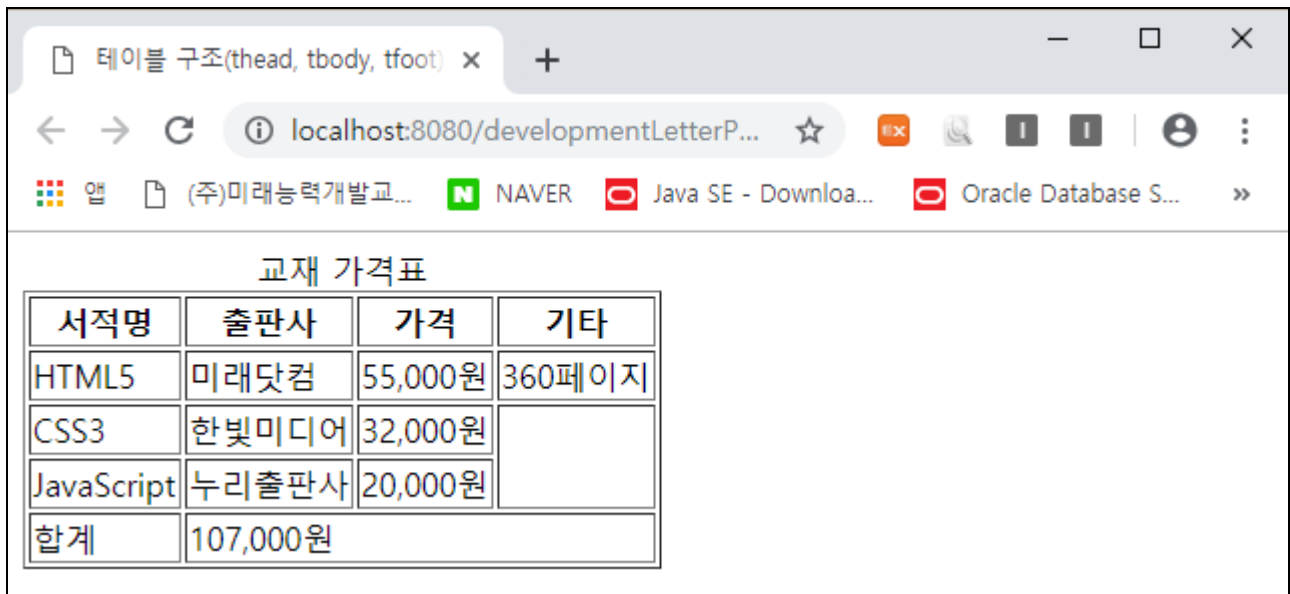 테이블 구조(thead, tbody, tfoot)
localhost:8080/developmentLetterP...
앱 (주)미래능력개발교... NAVER Java SE - Downloa... Oracle Database S... »
교재 가격표
서적명 출판사 가격 기타
HTML5 미래닷컴 55,000원 360페이지
CSS3 한빛미디어 32,000원
JavaScript 누리출판사 20,000원
합계 107,000원